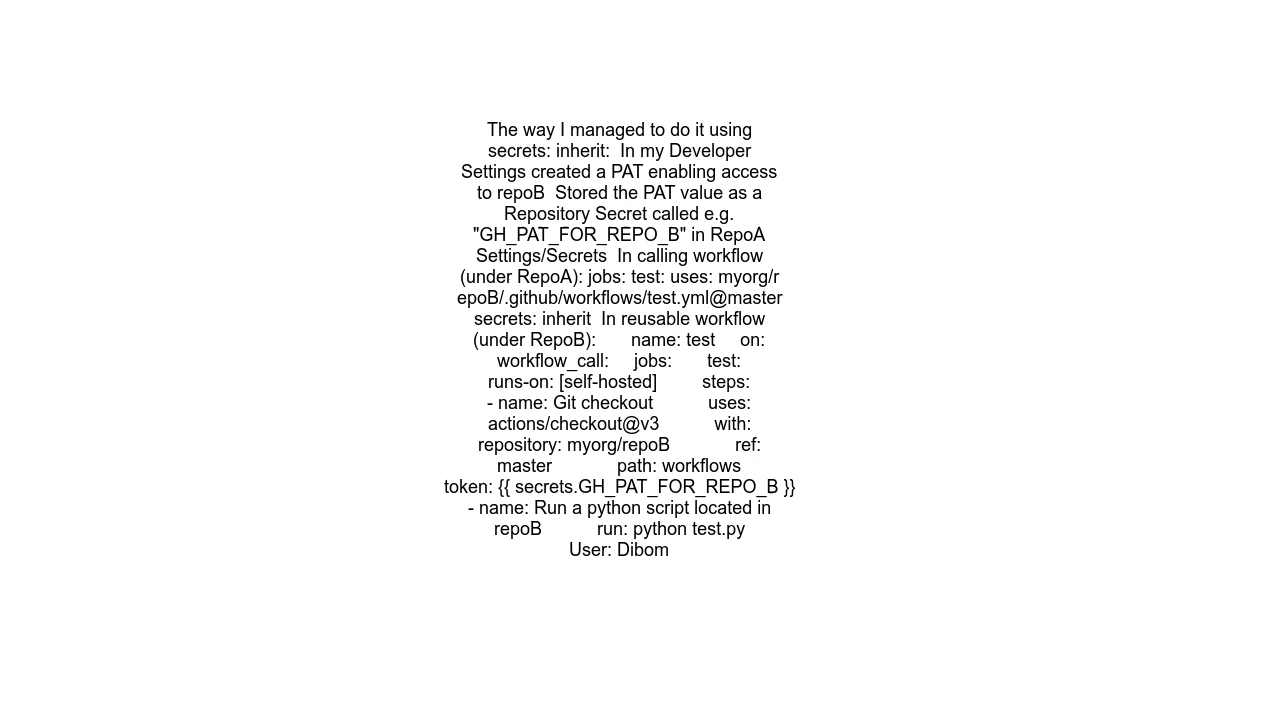 The way I managed to do it using
secrets: inherit:  In my Developer
Settings created a PAT enabling access
to repoB  Stored the PAT value as a
Repository Secret called e.g.
"GH_PAT_FOR_REPO_B" in RepoA
Settings/Secrets  In calling workflow
(under RepoA): jobs: test: uses: myorg/r
epoB/.github/workflows/test.yml@master
secrets: inherit  In reusable workflow
(under RepoB):       name: test     on:
workflow_call:     jobs:       test:
runs-on: [self-hosted]         steps:
- name: Git checkout           uses:
actions/checkout@v3           with:
repository: myorg/repoB             ref:
master             path: workflows
token: {{ secrets.GH_PAT_FOR_REPO_B }}
- name: Run a python script located in
repoB           run: python test.py
User: Dibom